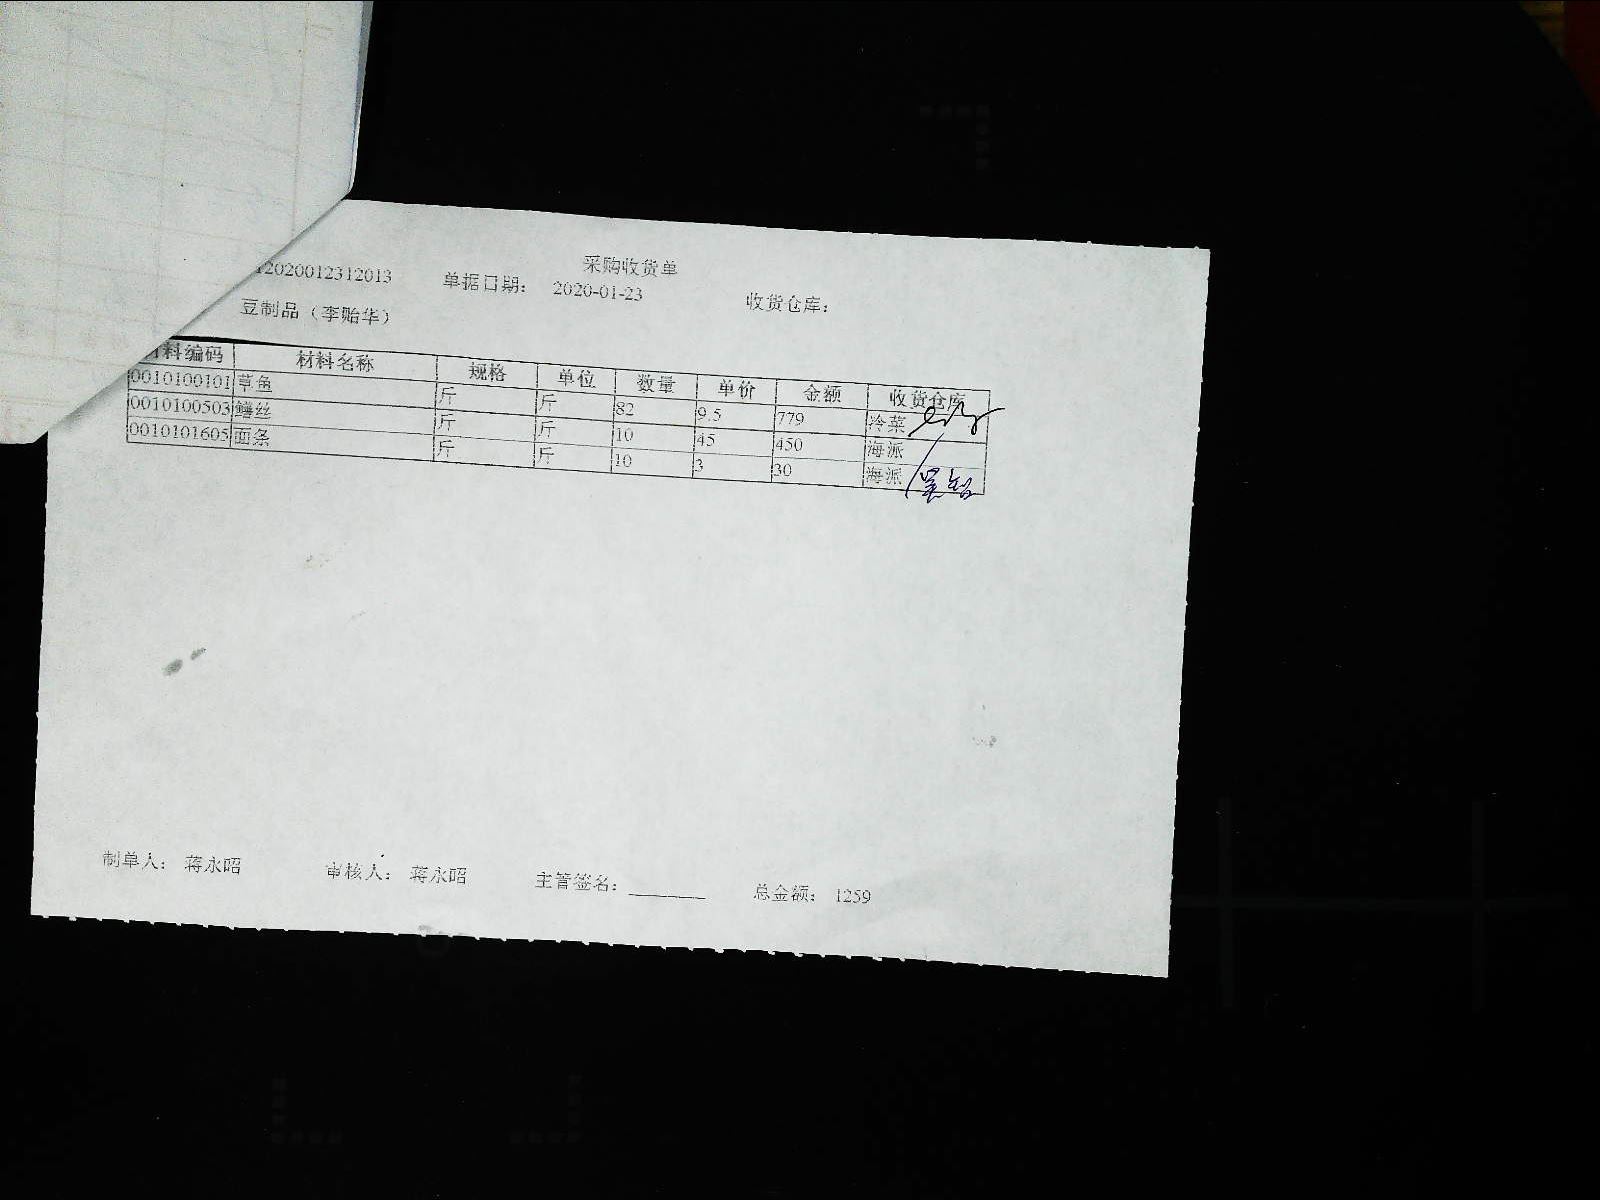 采购收货单
12020012312013 单据日期: 2020-01-23 收货仓库:
豆制品（李贻华）
料编码 材料名称 规格 单位 数量 单价 金额 收货仓库
0010100101 草鱼 斤 斤 82 9.5 779 冷菜
0010100503 鳝丝 斤 斤 10 45 450 海派
0010101605 面条 斤 斤 10 3 30 海派
制单人: 蒋永昭 审核人: 蒋永昭 主管签名: 总金额: 1259